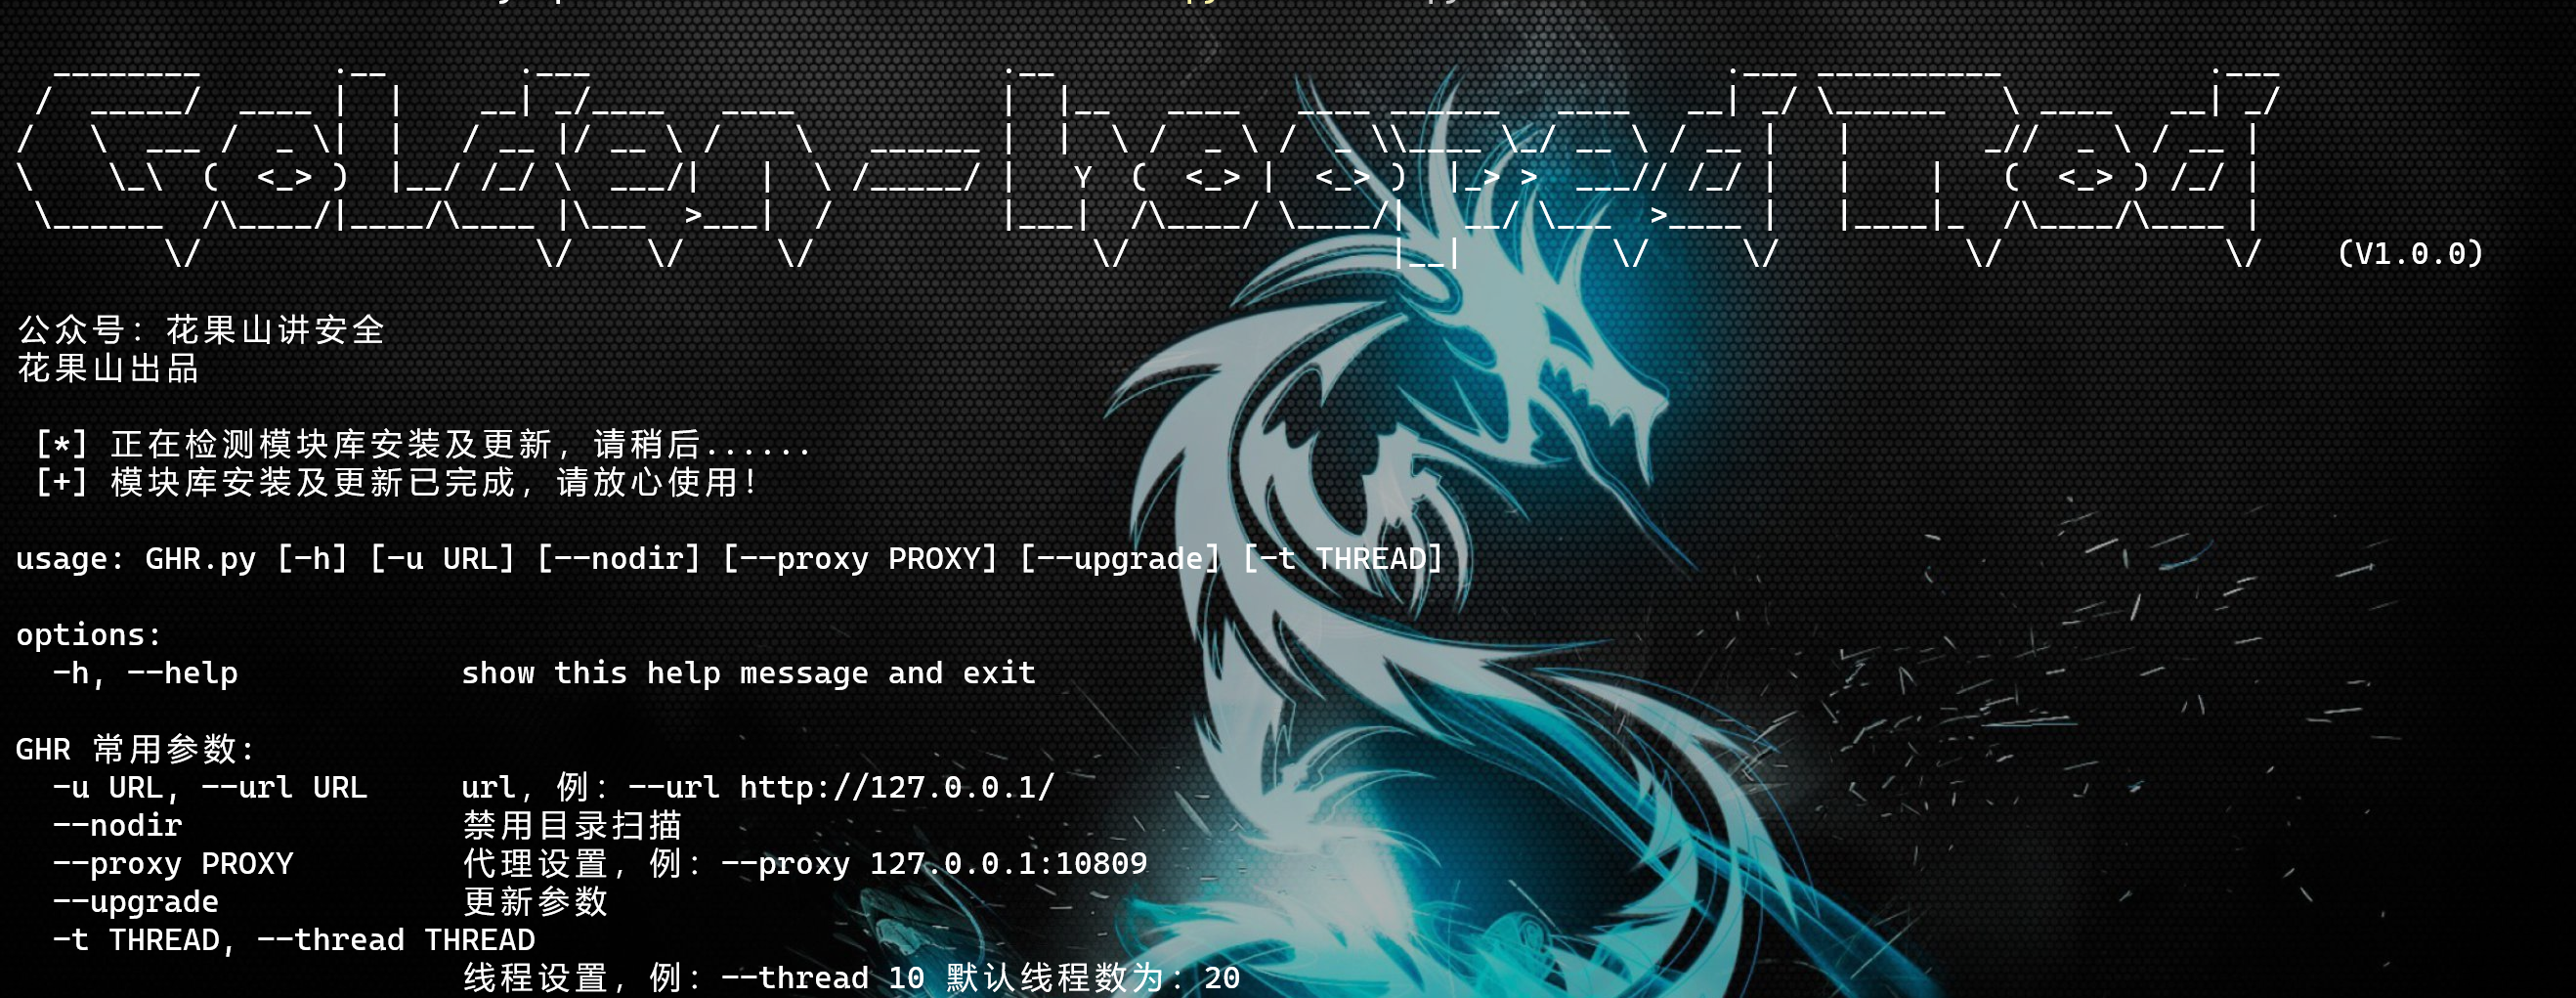 Golden-hooped Rod (V1.0.0)
公众号：花果山讲安全
花果山出品
[*] 正在检测模块库安装及更新，请稍后......
[+] 模块库安装及更新已完成，请放心使用！
usage: GHR.py [-h] [-u URL] [--nodir] [--proxy PROXY] [--upgrade] [-t THREAD]
options:
-h, --help show this help message and exit
GHR 常用参数：
-u URL, --url URL url，例：--url http://127.0.0.1/
--nodir 禁用目录扫描
--proxy PROXY 代理设置，例：--proxy 127.0.0.1:10809
--upgrade 更新参数
-t THREAD, --thread THREAD
线程设置，例：--thread 10 默认线程数为：20